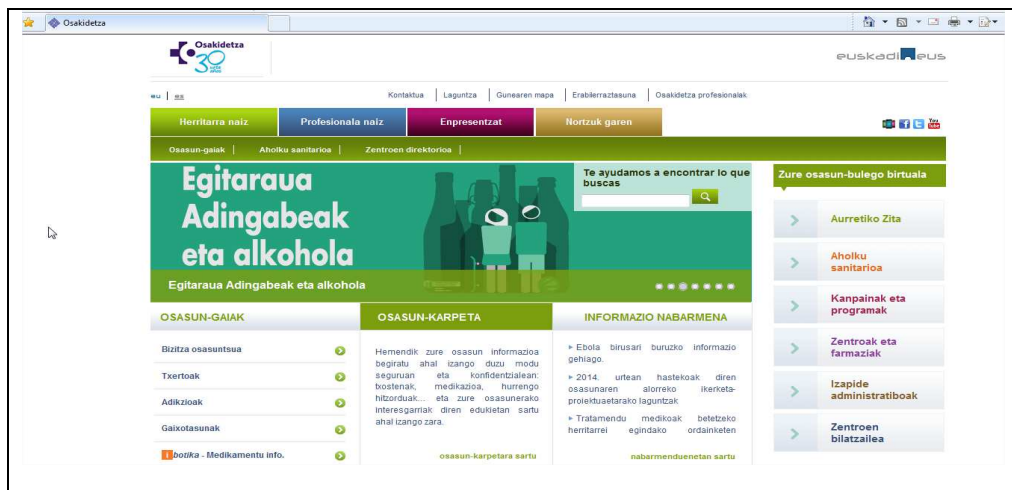 Osakidetza
Osakidetza
30
urte
años
euskadi eus
eu | es
Kontaktua | Laguntza | Gunearen mapa | Erabilerraztasuna | Osakidetza profesionalak
Herritarra naiz
Profesionala naiz
Enpresentzat
Nortzuk garen
You
Tube
Osasun-gaiak | Aholku sanitarioa | Zentroen direktorioa |
Egitaraua
Adingabeak
eta alkohola
Te ayudamos a encontrar lo que
buscas
Egitaraua Adingabeak eta alkohola
Zure osasun-bulego birtuala
Aurretiko Zita
Aholku
sanitarioa
Kanpainak eta
programak
Zentroak eta
farmaziak
Izapide
administratiboak
Zentroen
bilatzailea
OSASUN-GAIAK
Bizitza osasuntsua
Txertoak
Adikzioak
Gaixotasunak
i botika - Medikamentu info.
OSASUN-KARPETA
Hemendik zure osasun informazioa
begiratu ahal izango duzu modu
seguruan eta konfidentzialean:
txostenak, medikazioa, hurrengo
hitzorduak... eta zure osasunerako
interesgarriak diren edukietan sartu
ahal izango zara.
osasun-karpetara sartu
INFORMAZIO NABARMENA
Ebola birusari buruzko informazio
gehiago.
2014. urtean hastekoak diren
osasunaren alorreko ikerketa-
proiektuetarako laguntzak
Tratamendu medikoak betetzeko
herritarrei egindako ordainketen
nabarmenduenetan sartu